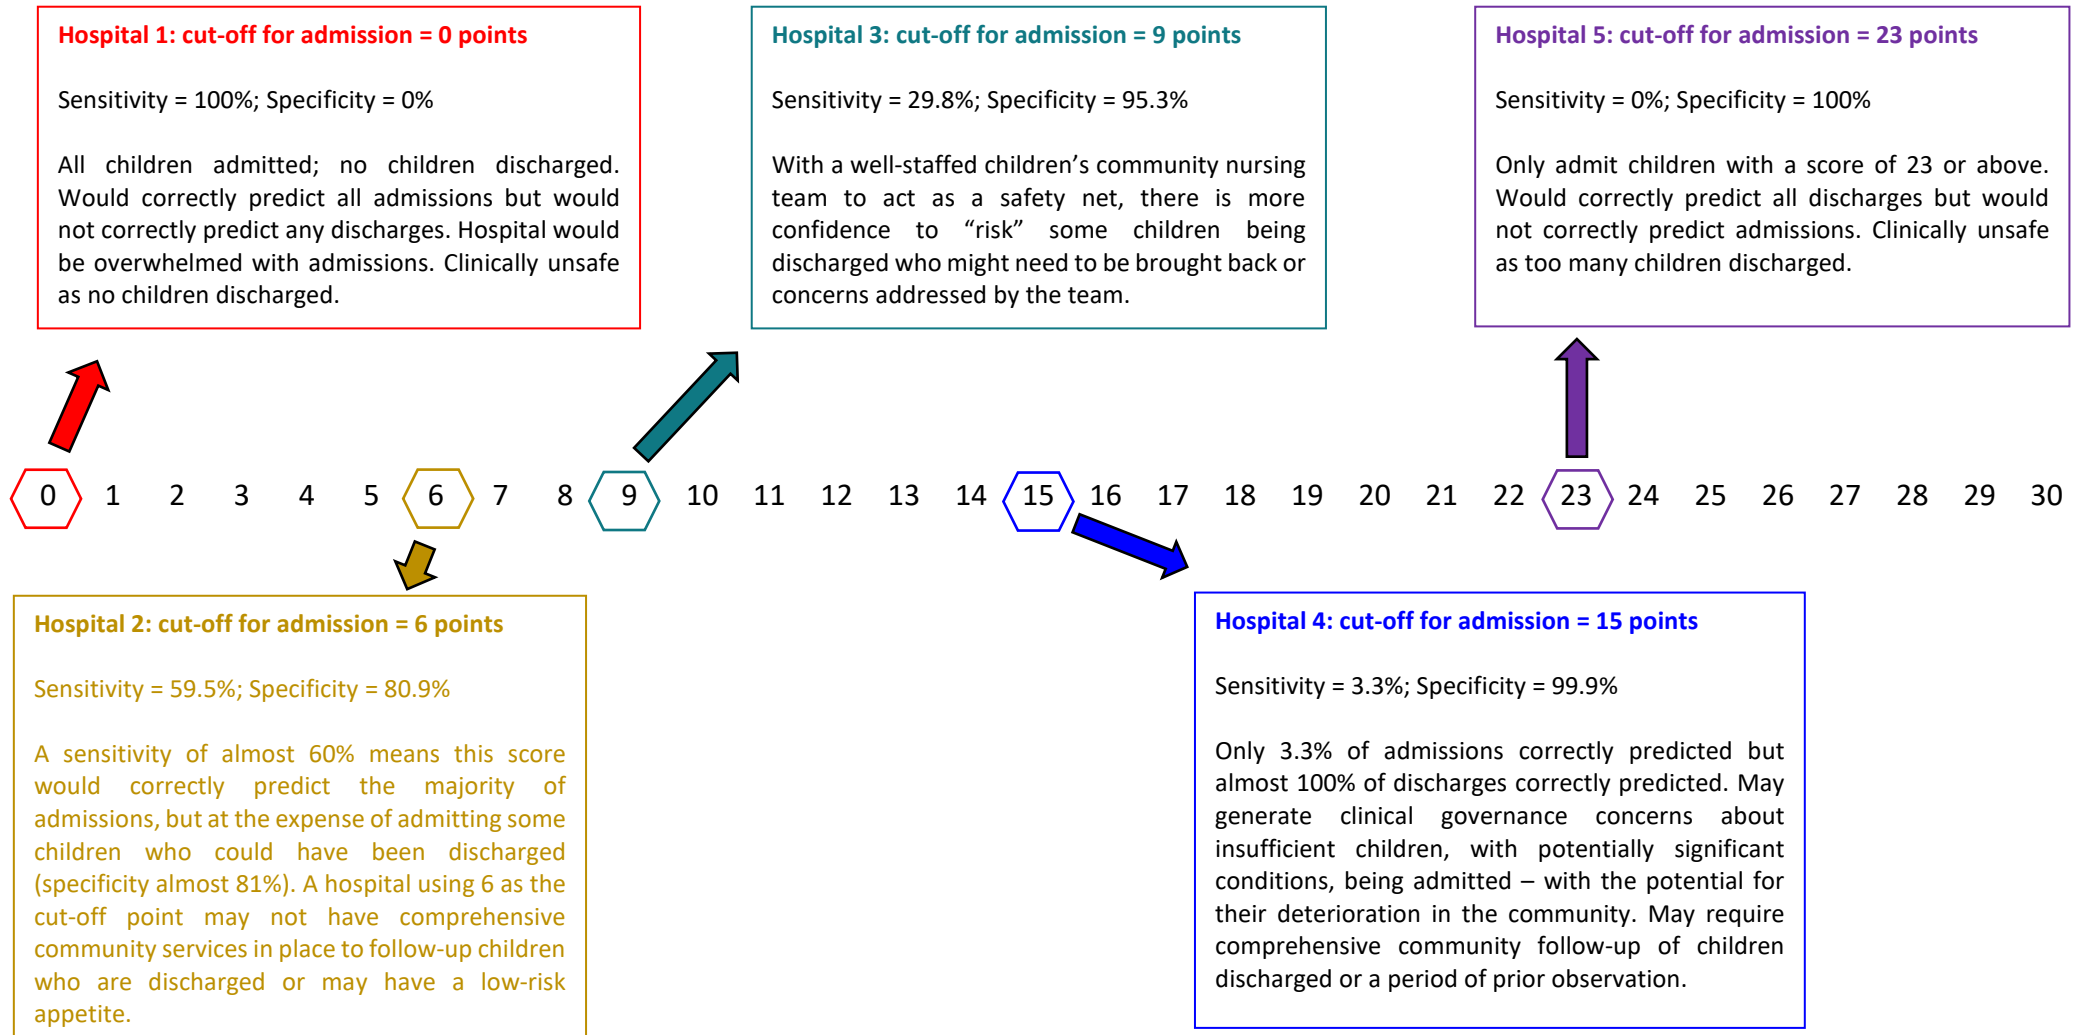 Hospital 1: cut-off for admission = 0 points
Sensitivity = 100%; Specificity = 0%
All children admitted; no children discharged.
Would correctly predict all admissions but would
not correctly predict any discharges. Hospital would
be overwhelmed with admissions. Clinically unsafe
as no children discharged.
Hospital 3: cut-off for admission = 9 points
Sensitivity = 29.8%; Specificity = 95.3%
With a well-staffed children’s community nursing
team to act as a safety net, there is more
confidence to “risk” some children being
discharged who might need to be brought back or
concerns addressed by the team.
Hospital 5: cut-off for admission = 23 points
Sensitivity = 0%; Specificity = 100%
Only admit children with a score of 23 or above.
Would correctly predict all discharges but would
not correctly predict admissions. Clinically unsafe
as too many children discharged.
0 1 2 3 4 5 6 7 8 9 10 11 12 13 14 15 16 17 18 19 20 21 22 23 24 25 26 27 28 29 30
Hospital 2: cut-off for admission = 6 points
Sensitivity = 59.5%; Specificity = 80.9%
A sensitivity of almost 60% means this score
would correctly predict the majority of
admissions, but at the expense of admitting some
children who could have been discharged
(specificity almost 81%). A hospital using 6 as the
cut-off point may not have comprehensive
community services in place to follow-up children
who are discharged or may have a low-risk
appetite.
Hospital 4: cut-off for admission = 15 points
Sensitivity = 3.3%; Specificity = 99.9%
Only 3.3% of admissions correctly predicted but
almost 100% of discharges correctly predicted. May
generate clinical governance concerns about
insufficient children, with potentially significant
conditions, being admitted – with the potential for
their deterioration in the community. May require
comprehensive community follow-up of children
discharged or a period of prior observation.